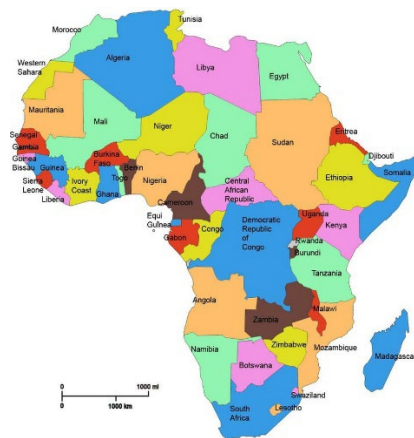 Tunisia
Morocco
Algeria
Western
Sahara
Libya
Egypt
Mauritania
Mali
Niger
Chad
Sudan
Eritrea
Djibouti
Senegal
Gambia
Guinea
Bissau
Guinea
Burkina
Faso
Benin
Togo
Nigeria
Ethiopia
Somalia
Sierra
Leone
Ivory
Coast
Ghana
Liberia
Cameroon
Central
African
Republic
Equi
Guinea
Gabon
Congo
Democratic
Republic
of
Congo
Uganda
Kenya
Rwanda
Burundi
Tanzania
Angola
Zambia
Malawi
Mozambique
Zimbabwe
Namibia
Botswana
Madagascar
Swaziland
Lesotho
South
Africa
0 1000 ml
0 1000 km